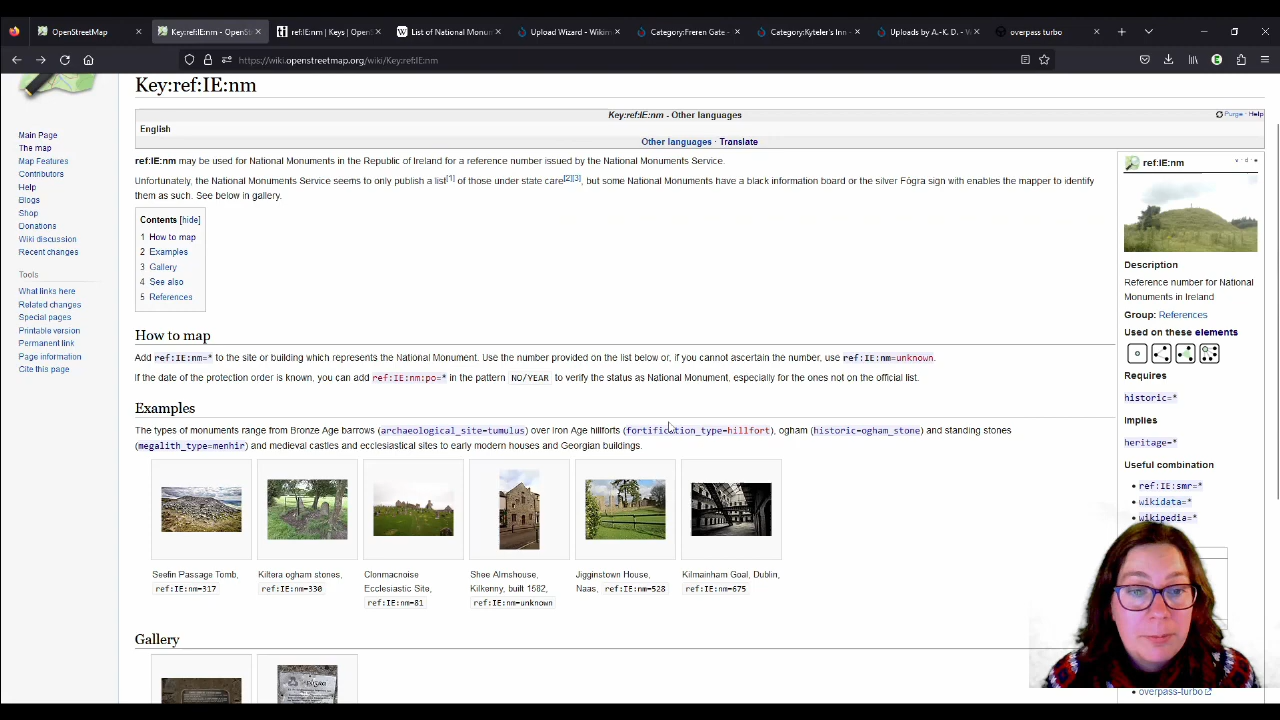 OpenStreetMap
Key:ref:IE:nm - OpenSt
ref:IE:nm | Keys | OpenSt
List of National Monum
Upload Wizard - Wikim
Category:Freren Gate -
Category:Kyteler's Inn -
Uploads by A.-K. D. - W
overpass turbo
https://wiki.openstreetmap.org/wiki/Key:ref:IE:nm
Key:ref:IE:nm
Key:ref:IE:nm - Other languages
Purge · Help
English
Other languages · Translate
Main Page
The map
Map Features
Contributors
Help
Blogs
Shop
Donations
Wiki discussion
Recent changes
Tools
What links here
Related changes
Special pages
Printable version
Permanent link
Page information
Cite this page
ref:IE:nm may be used for National Monuments in the Republic of Ireland for a reference number issued by the National Monuments Service.
Unfortunately, the National Monuments Service seems to only publish a list[1] of those under state care[2][3], but some National Monuments have a black information board or the silver Fógra sign with enables the mapper to identify
them as such. See below in gallery.
Contents [hide]
1 How to map
2 Examples
3 Gallery
4 See also
5 References
How to map
Add ref:IE:nm=* to the site or building which represents the National Monument. Use the number provided on the list below or, if you cannot ascertain the number, use ref:IE:nm=unknown.
If the date of the protection order is known, you can add ref:IE:nm:po=* in the pattern NO/YEAR to verify the status as National Monument, especially for the ones not on the official list.
Examples
The types of monuments range from Bronze Age barrows (archaeological_site=tumulus) over Iron Age hillforts (fortification_type=hillfort), ogham (historic=ogham_stone) and standing stones
(megalith_type=menhir) and medieval castles and ecclesiastical sites to early modern houses and Georgian buildings.
Seefin Passage Tomb,
ref:IE:nm=317
Kiltera ogham stones,
ref:IE:nm=330
Clonmacnoise
Ecclesiastic Site,
ref:IE:nm=81
Shee Almshouse,
Kilkenny, built 1582,
ref:IE:nm=unknown
Jigginstown House,
Naas, ref:IE:nm=528
Kilmainham Goal, Dublin,
ref:IE:nm=675
Gallery
ref:IE:nm
v · d · e
Description
Reference number for National
Monuments in Ireland
Group: References
Used on these elements
Requires
historic=*
Implies
heritage=*
Useful combination
• ref:IE:smr=*
• wikidata=*
• wikipedia=*
• overpass-turbo